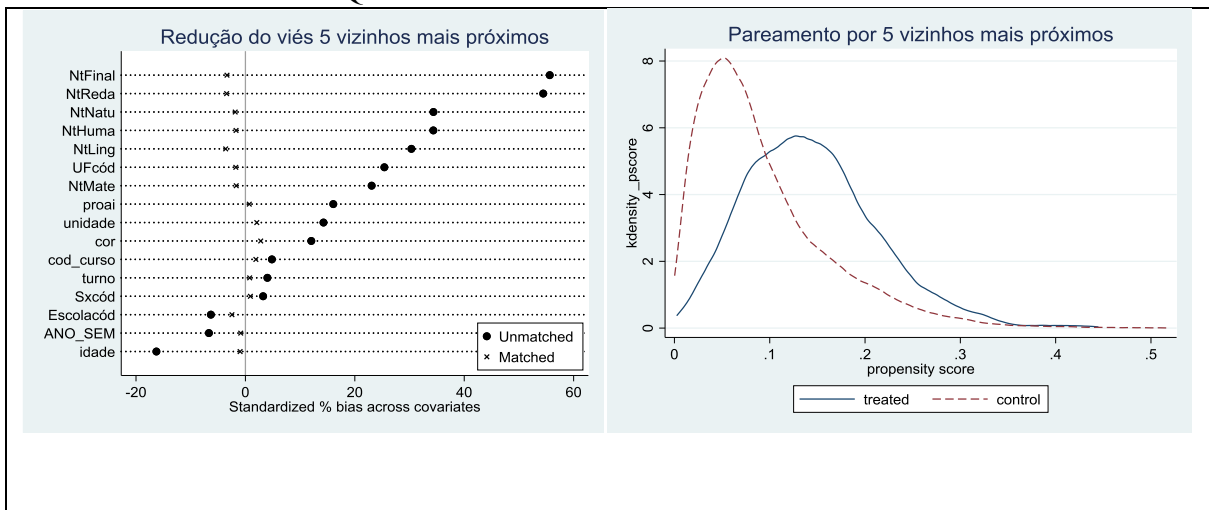 Redução do viés 5 vizinhos mais próximos
NtFinal
NtReda
NtNatu
NtHuma
NtLing
UFcód
NtMate
proai
unidade
cor
cod_curso
turno
Sxcód
Escolacód
ANO_SEM
idade
Unmatched
Matched
-20 0 20 40 60
Standardized % bias across covariates
Pareamento por 5 vizinhos mais próximos
kdensity _pscore
8
6
4
2
0
0 .1 .2 .3 .4 .5
propensity score
treated control